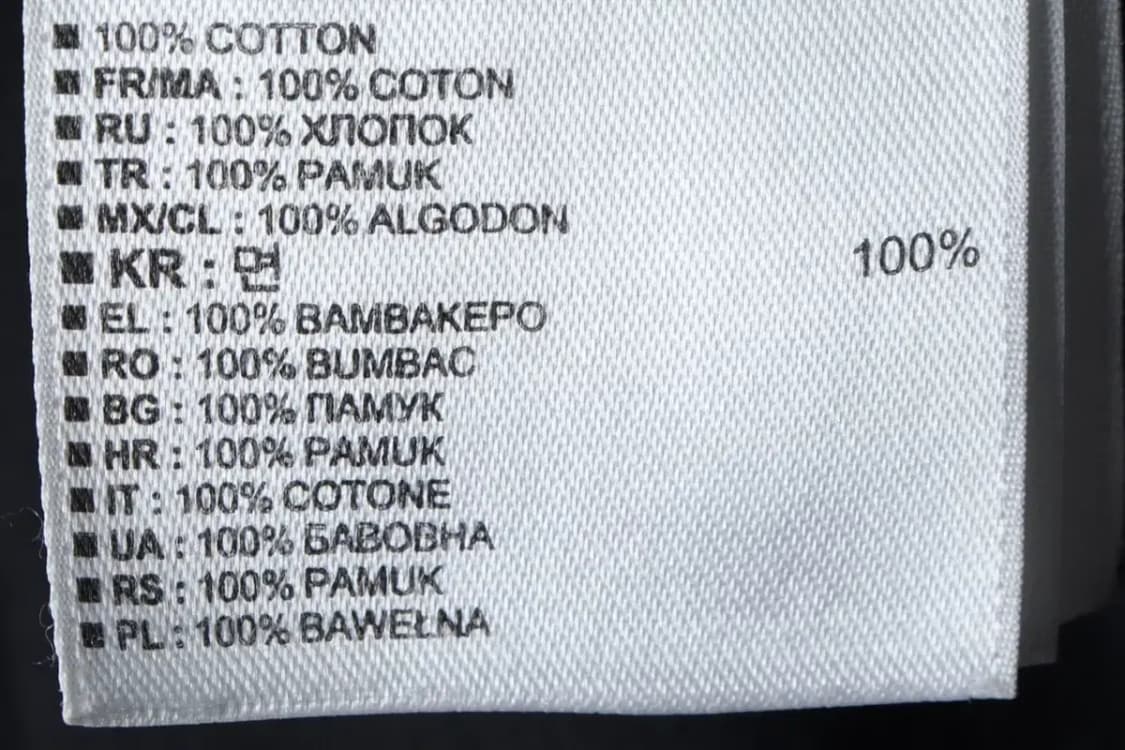 ■ 100% COTTON
■ FR/MA : 100% COTON
■ RU : 100% ХЛОПОК
■ TR : 100% PAMUK
■ MX/CL : 100% ALGODON
■ KR : 면 100%
■ EL : 100% ΒΑΜΒΑΚΕΡΟ
■ RO : 100% BUMBAC
■ BG : 100% ПАМУК
■ HR : 100% PAMUK
■ IT : 100% COTONE
■ UA : 100% БАВОВНА
■ RS : 100% PAMUK
■ PL : 100% BAWEŁNA